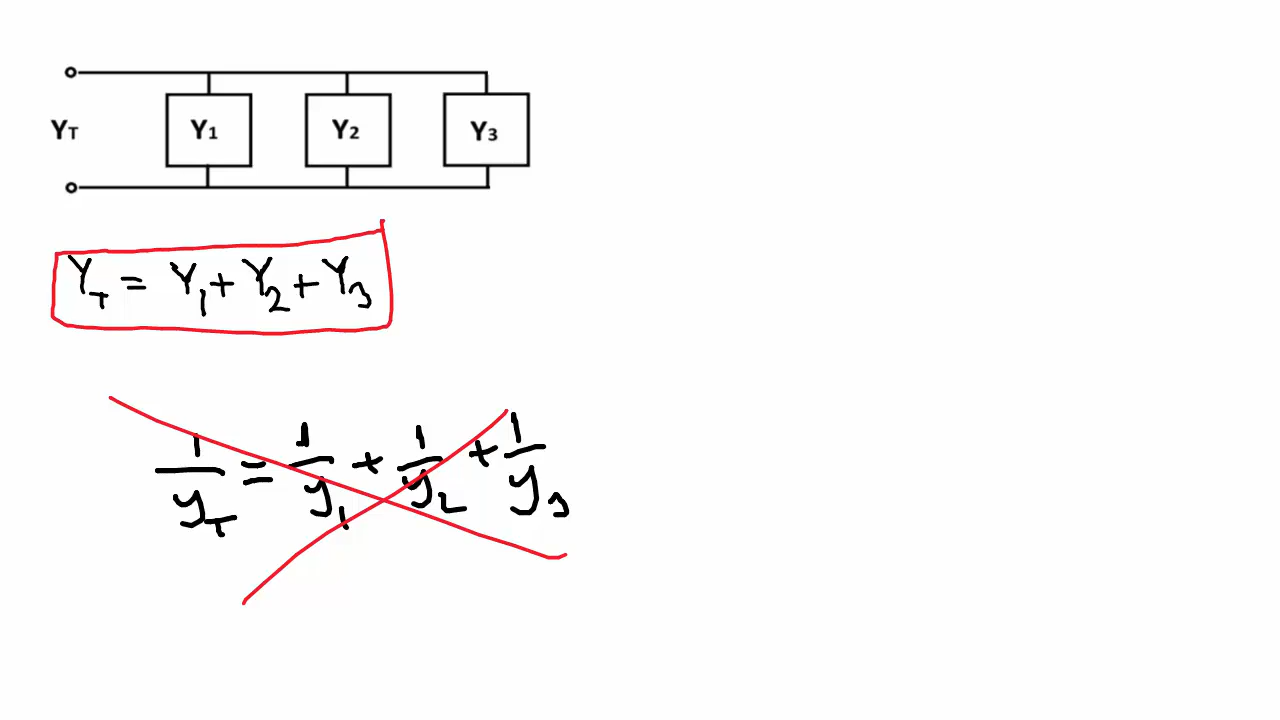 YT Y1 Y2 Y3
YT = Y1 + Y2 + Y3
1/yT = 1/y1 + 1/y2 + 1/y3